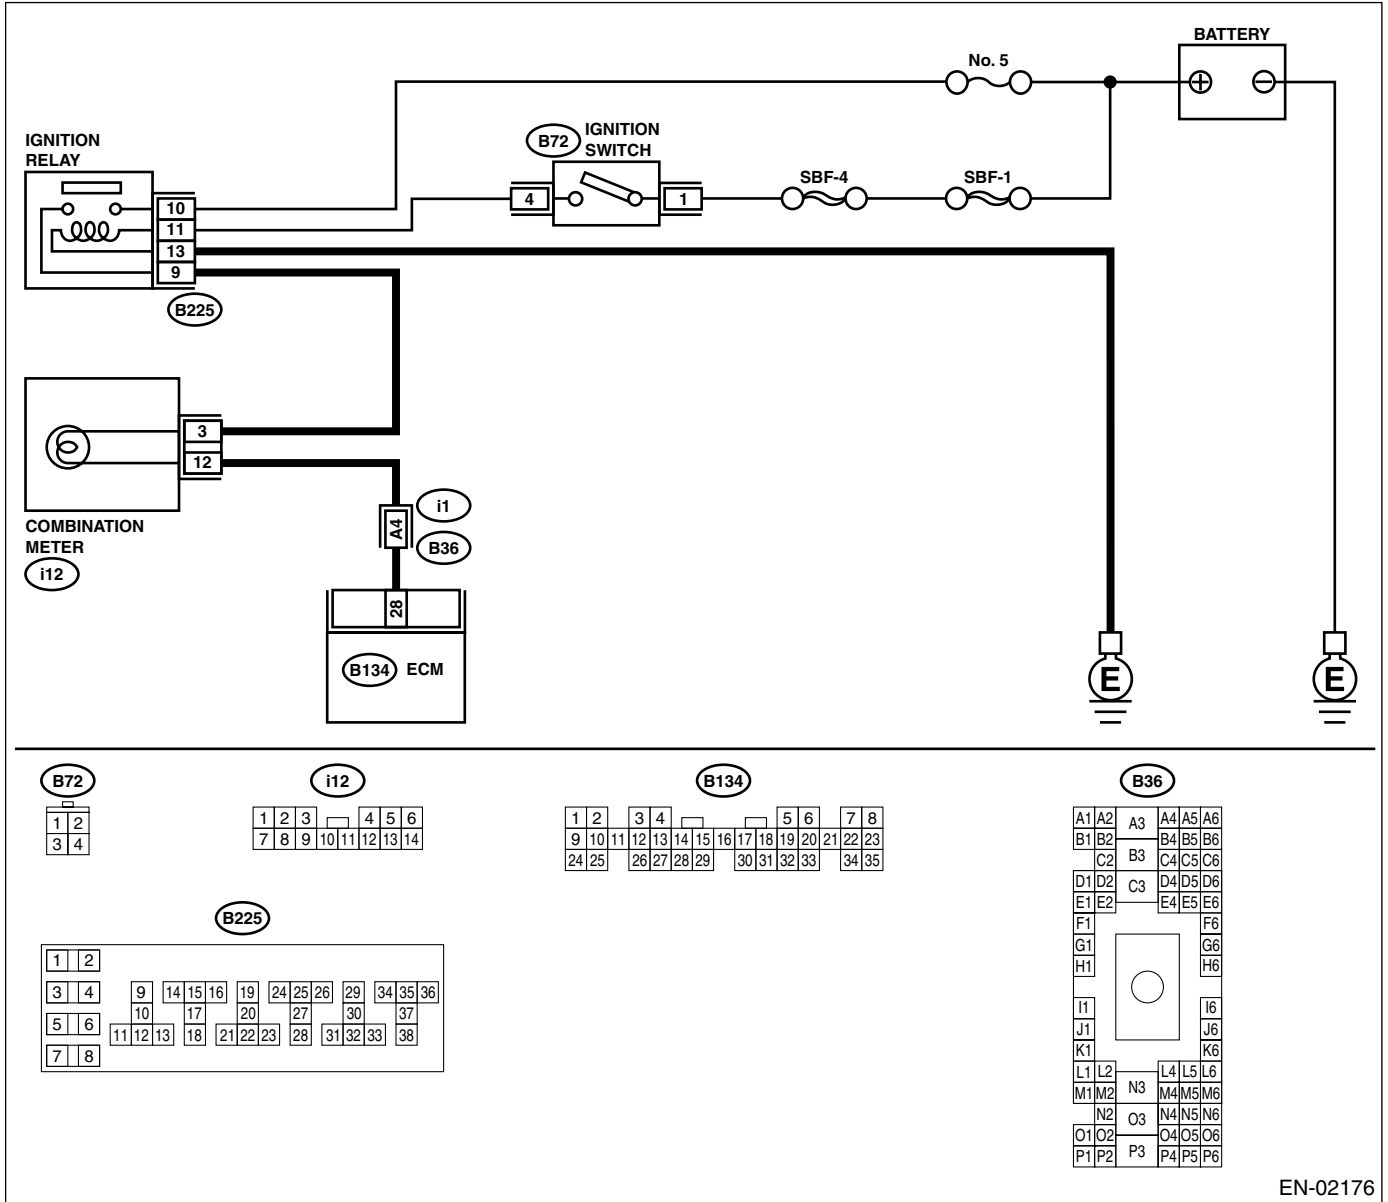 BATTERY
No. 5
IGNITION
RELAY
B72
IGNITION
SWITCH
SBF-4
SBF-1
4
1
10
11
13
9
B225
3
12
COMBINATION
METER
i12
A4
i1
B36
28
B134
ECM
E
E
B72
i12
B134
B36
1 2
3 4
1 2 3 4 5 6
7 8 9 10 11 12 13 14
1 2 3 4 5 6 7 8
9 10 11 12 13 14 15 16 17 18 19 20 21 22 23
24 25 26 27 28 29 30 31 32 33 34 35
A1 A2 A3 A4 A5 A6
B1 B2 B3 B4 B5 B6
C2 C3 C4 C5 C6
D1 D2 D4 D5 D6
E1 E2 E4 E5 E6
F1 F6
G1 G6
H1 H6
I1 I6
J1 J6
K1 K6
L1 L2 L4 L5 L6
M1 M2 N3 M4 M5 M6
N2 O3 N4 N5 N6
O1 O2 O4 O5 O6
P1 P2 P3 P4 P5 P6
B225
1 2
3 4 9 14 15 16 19 24 25 26 29 34 35 36
10 17 20 27 30 37
5 6 11 12 13 18 21 22 23 28 31 32 33 38
7 8
EN-02176